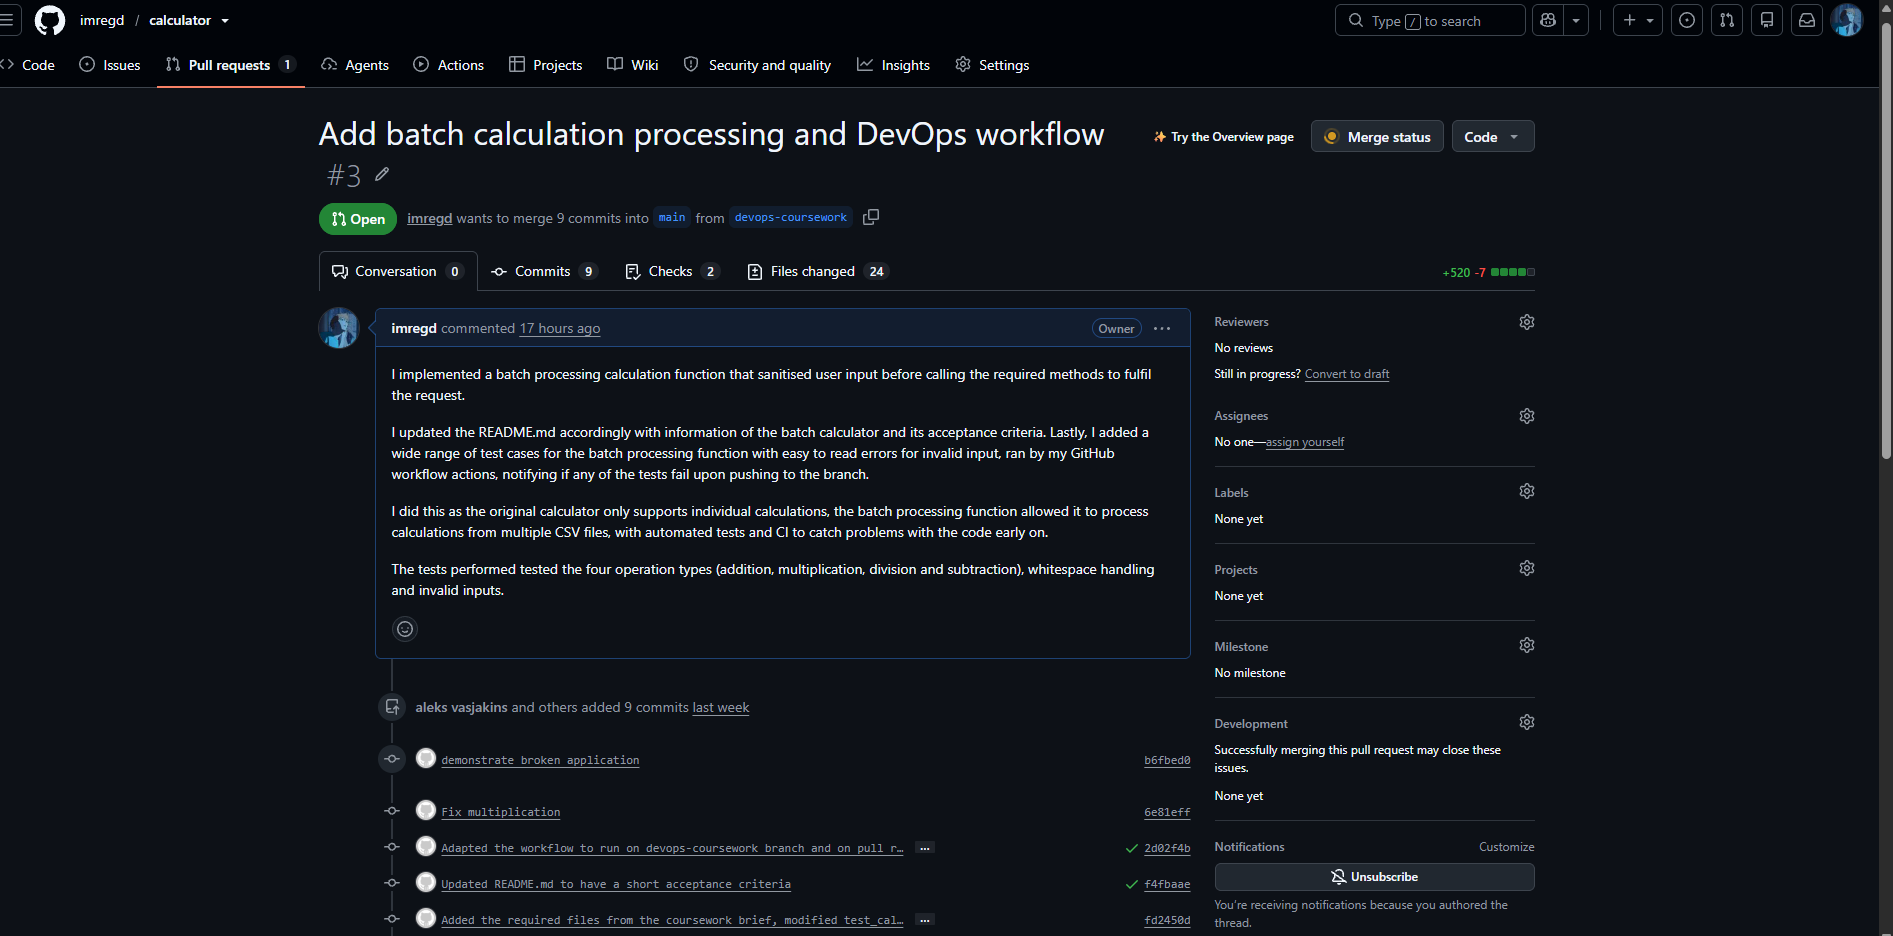 imregd / calculator
Type / to search
Code
Issues
Pull requests 1
Agents
Actions
Projects
Wiki
Security and quality
Insights
Settings
Add batch calculation processing and DevOps workflow
#3
Try the Overview page
Merge status
Code
Open
imregd wants to merge 9 commits into main from devops-coursework
Conversation 0
Commits 9
Checks 2
Files changed 24
+520 -7
imregd commented 17 hours ago
Owner
I implemented a batch processing calculation function that sanitised user input before calling the required methods to fulfil
the request.
I updated the README.md accordingly with information of the batch calculator and its acceptance criteria. Lastly, I added a
wide range of test cases for the batch processing function with easy to read errors for invalid input, ran by my GitHub
workflow actions, notifying if any of the tests fail upon pushing to the branch.
I did this as the original calculator only supports individual calculations, the batch processing function allowed it to process
calculations from multiple CSV files, with automated tests and CI to catch problems with the code early on.
The tests performed tested the four operation types (addition, multiplication, division and subtraction), whitespace handling
and invalid inputs.
aleks vasjakins and others added 9 commits last week
demonstrate broken application
b6fbed0
Fix multiplication
6e81eff
Adapted the workflow to run on devops-coursework branch and on pull r…
2d02f4b
Updated README.md to have a short acceptance criteria
f4fbaae
Added the required files from the coursework brief, modified test_cal…
fd2450d
Reviewers
No reviews
Still in progress? Convert to draft
Assignees
No one—assign yourself
Labels
None yet
Projects
None yet
Milestone
No milestone
Development
Successfully merging this pull request may close these
issues.
None yet
Notifications
Customize
Unsubscribe
You're receiving notifications because you authored the
thread.